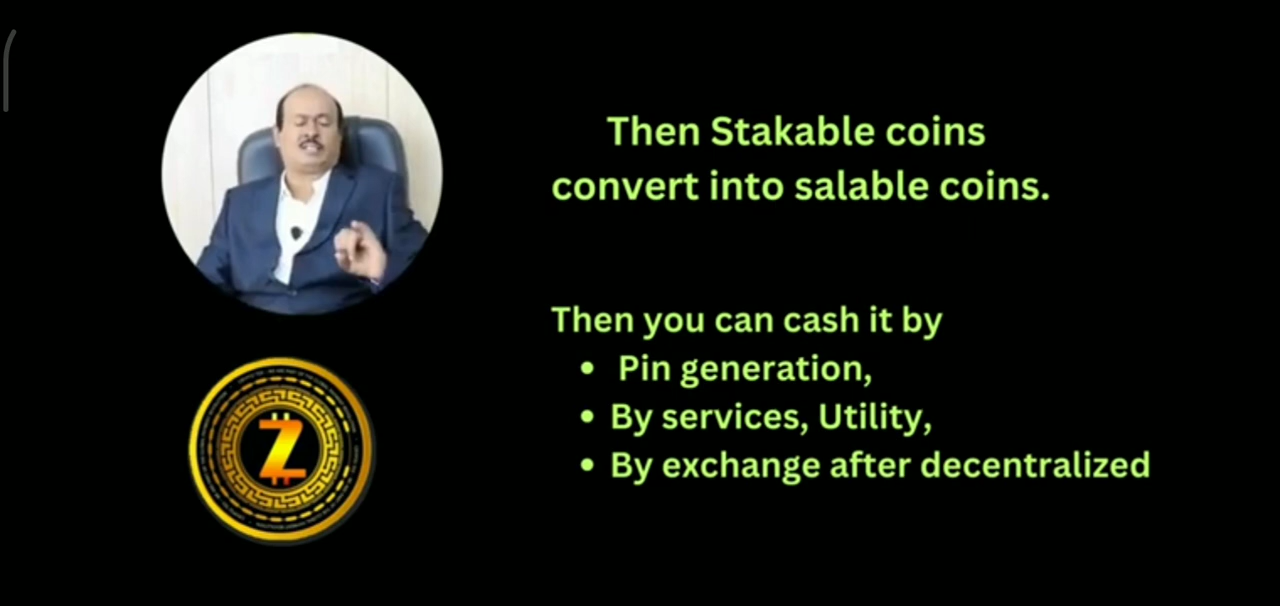 Then Stakable coins
convert into salable coins.
Then you can cash it by
• Pin generation,
• By services, Utility,
• By exchange after decentralized
Z